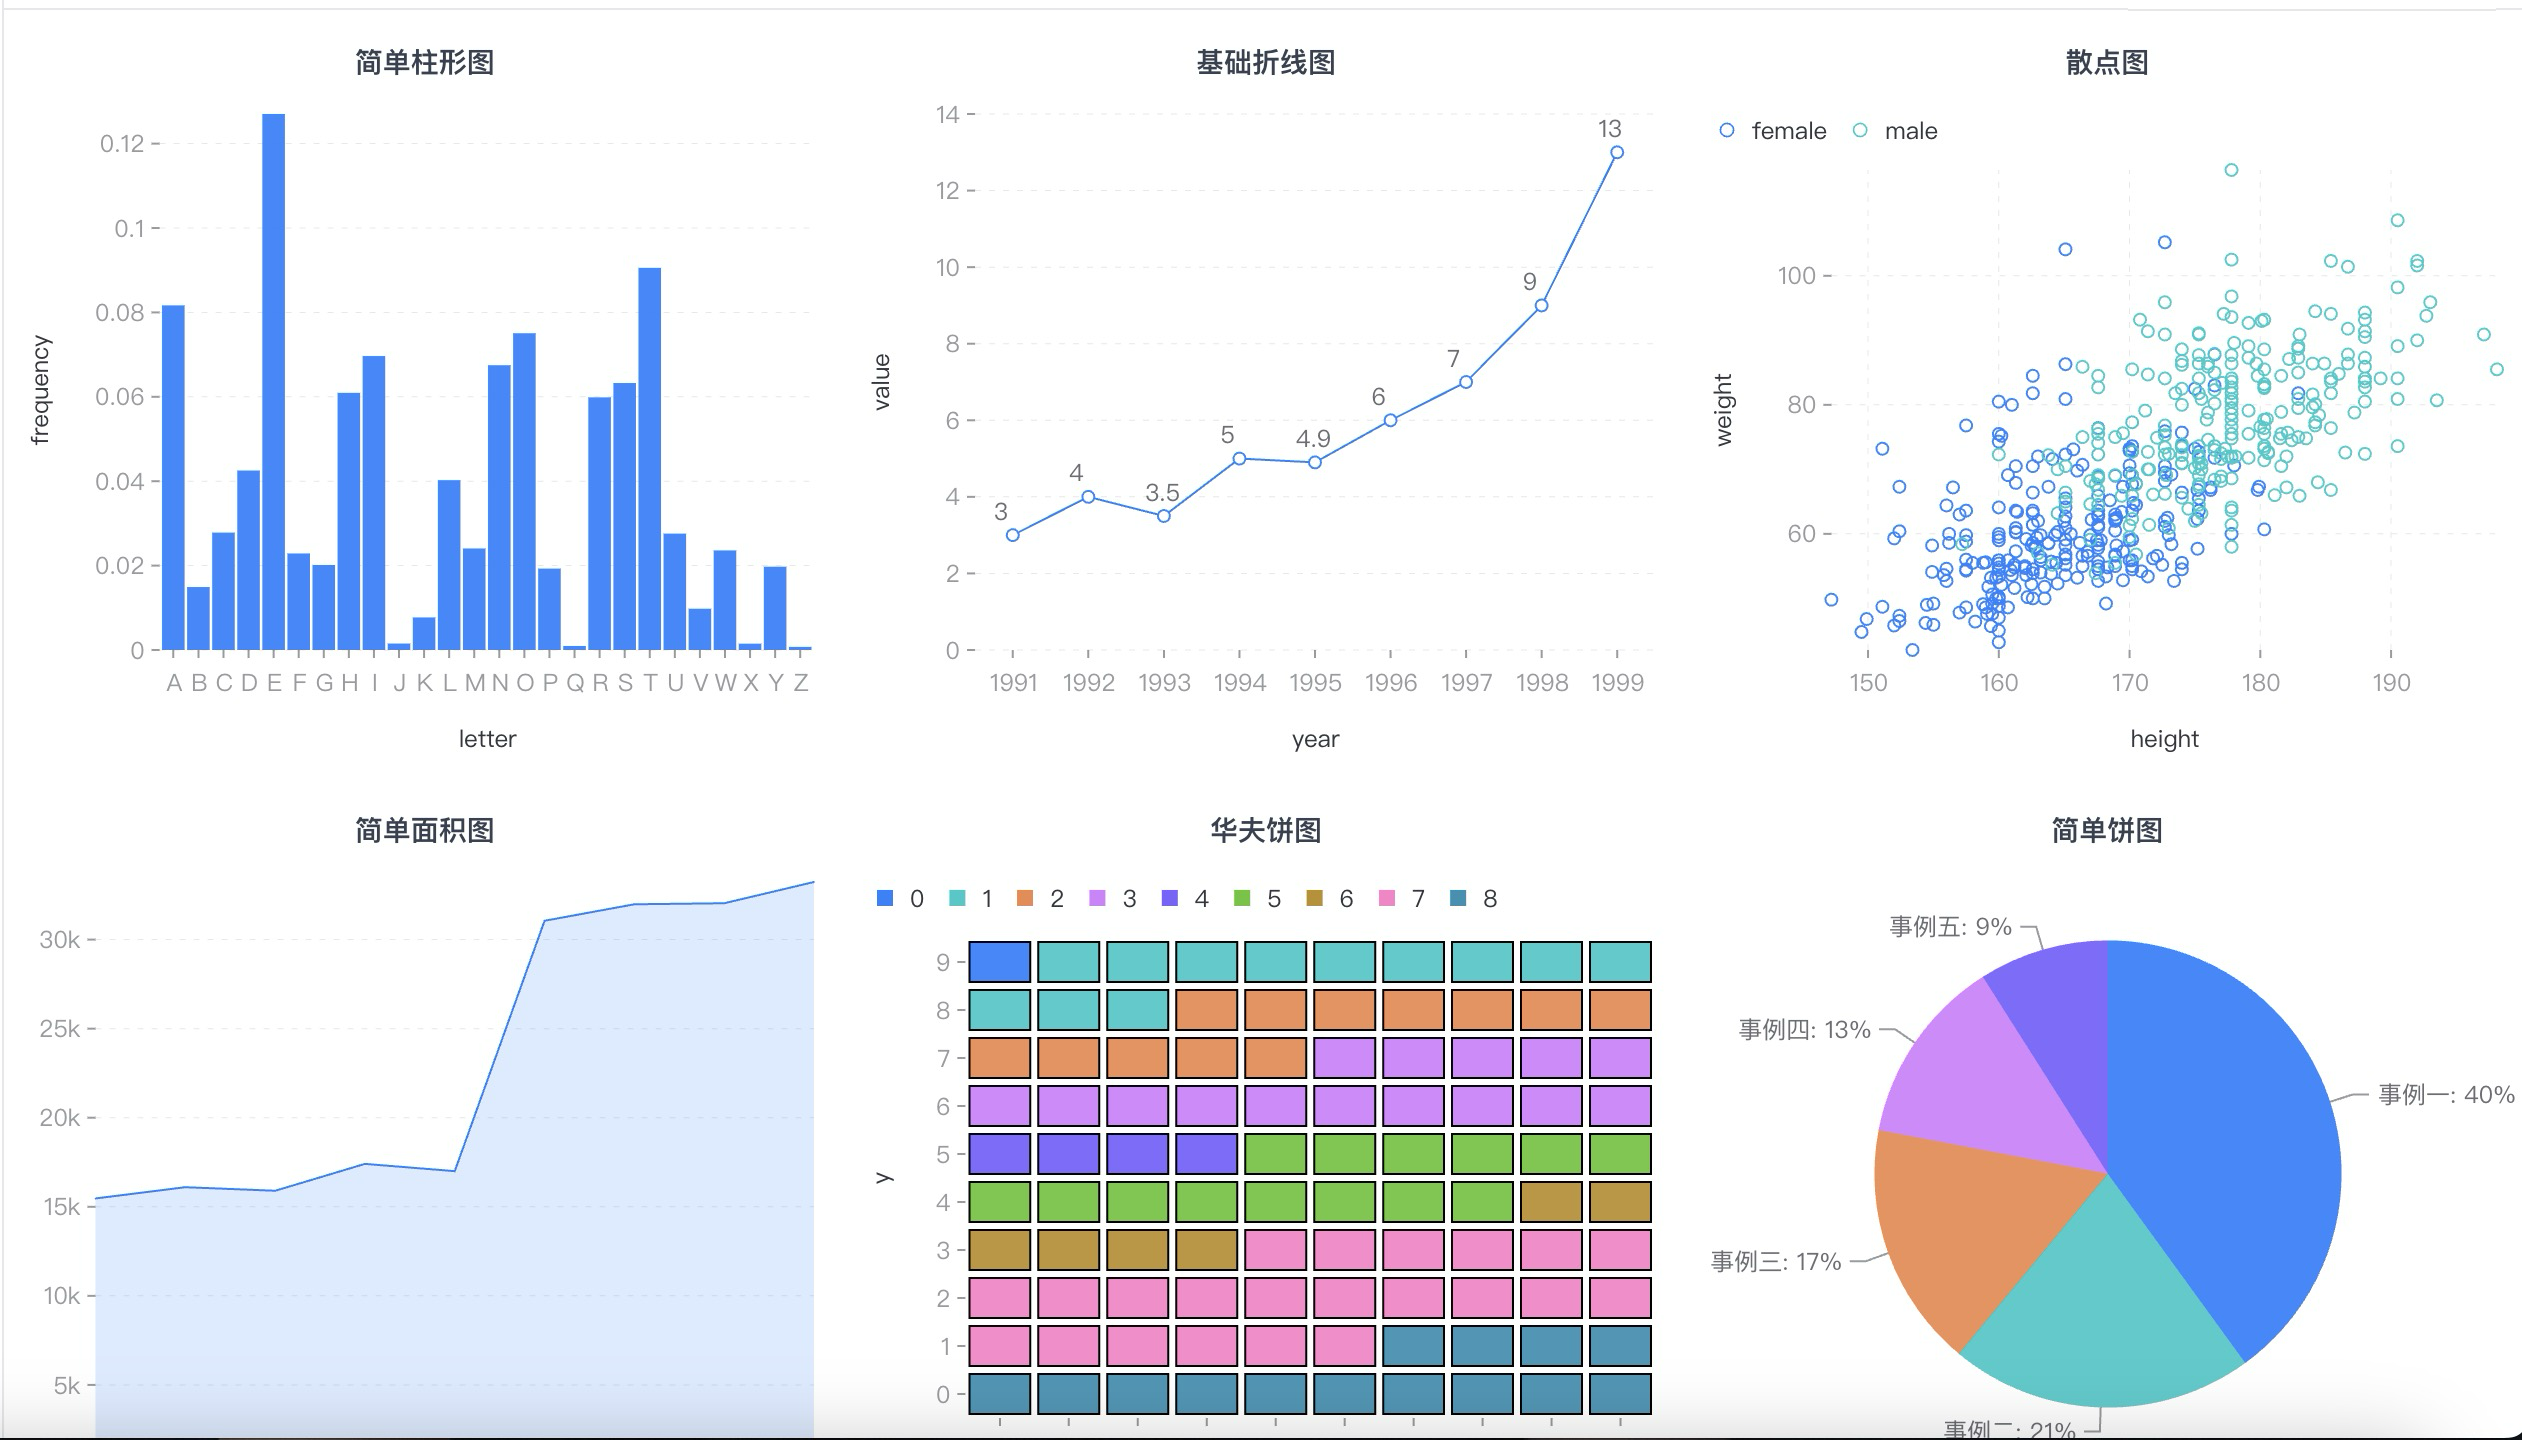 简单柱形图
0.12
0.1
0.08
0.06
0.04
0.02
0
frequency
A B C D E F G H I J K L M N O P Q R S T U V W X Y Z
letter
基础折线图
14
12
10
8
6
4
2
0
value
3
4
3.5
5
4.9
6
7
9
13
1991 1992 1993 1994 1995 1996 1997 1998 1999
year
散点图
female male
100
80
60
weight
150 160 170 180 190
height
简单面积图
30k
25k
20k
15k
10k
5k
华夫饼图
0 1 2 3 4 5 6 7 8
9
8
7
6
5
4
3
2
1
0
y
简单饼图
事例五: 9%
事例四: 13%
事例一: 40%
事例三: 17%
事例二: 21%